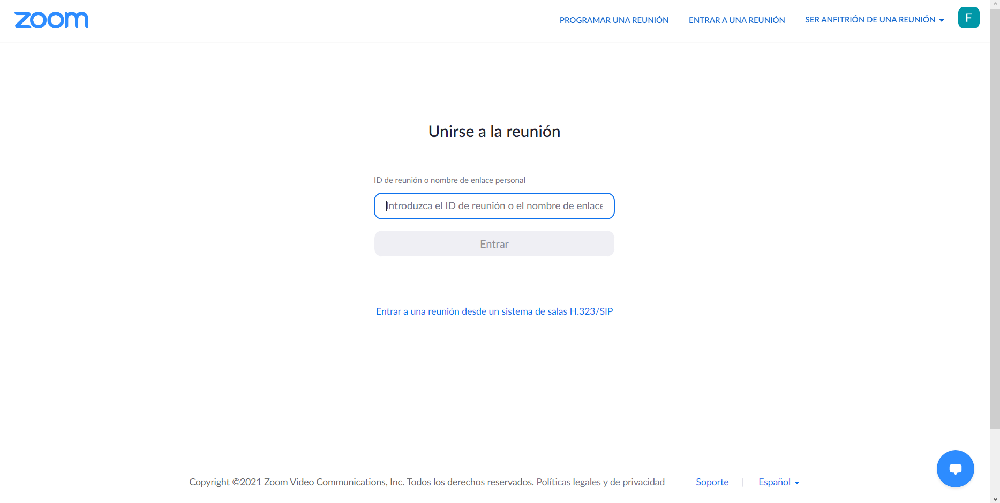 zoom
PROGRAMAR UNA REUNIÓN ENTRAR A UNA REUNIÓN SER ANFITRIÓN DE UNA REUNIÓN F
Unirse a la reunión
ID de reunión o nombre de enlace personal
Introduzca el ID de reunión o el nombre de enlace
Entrar
Entrar a una reunión desde un sistema de salas H.323/SIP
Copyright ©2021 Zoom Video Communications, Inc. Todos los derechos reservados. Políticas legales y de privacidad Soporte Español